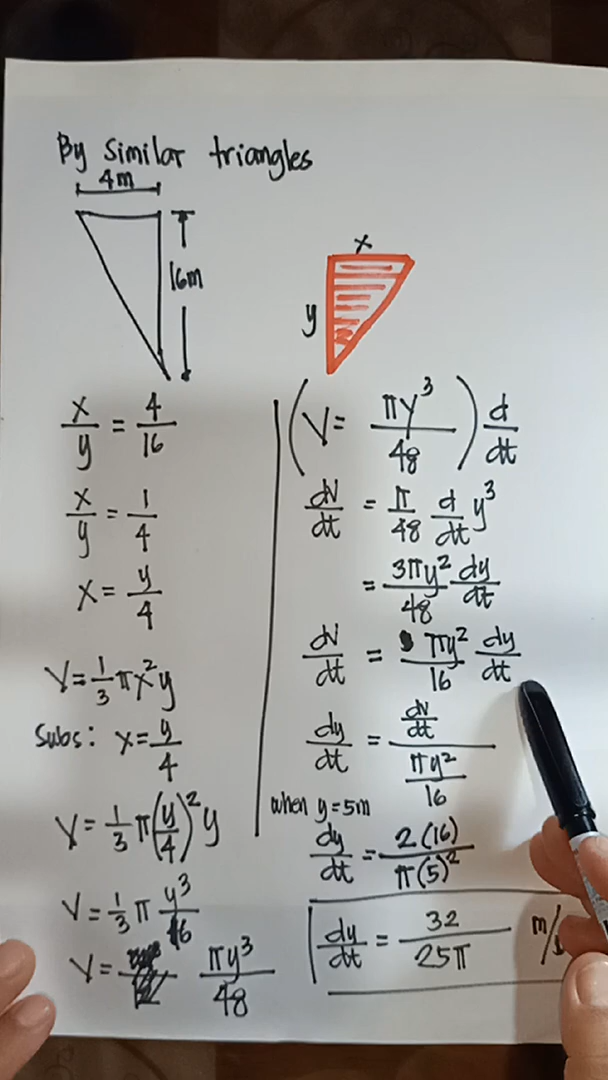 By Similar triangles
4m
16m
x
y
x/y = 4/16
x/y = 1/4
x = y/4
V = 1/3 πx²y
Subs: x = y/4
V = 1/3 π(y/4)² y
V = 1/3 π y³/16
V = πy³/48
(V = πy³/48) d/dt
dV/dt = π/48 d/dt y³
= 3πy²/48 dy/dt
dV/dt = πy²/16 dy/dt
dy/dt = dv/dt / πy²/16
when y = 5m
dy/dt = 2(16)/π(5)²
dy/dt = 32/25π